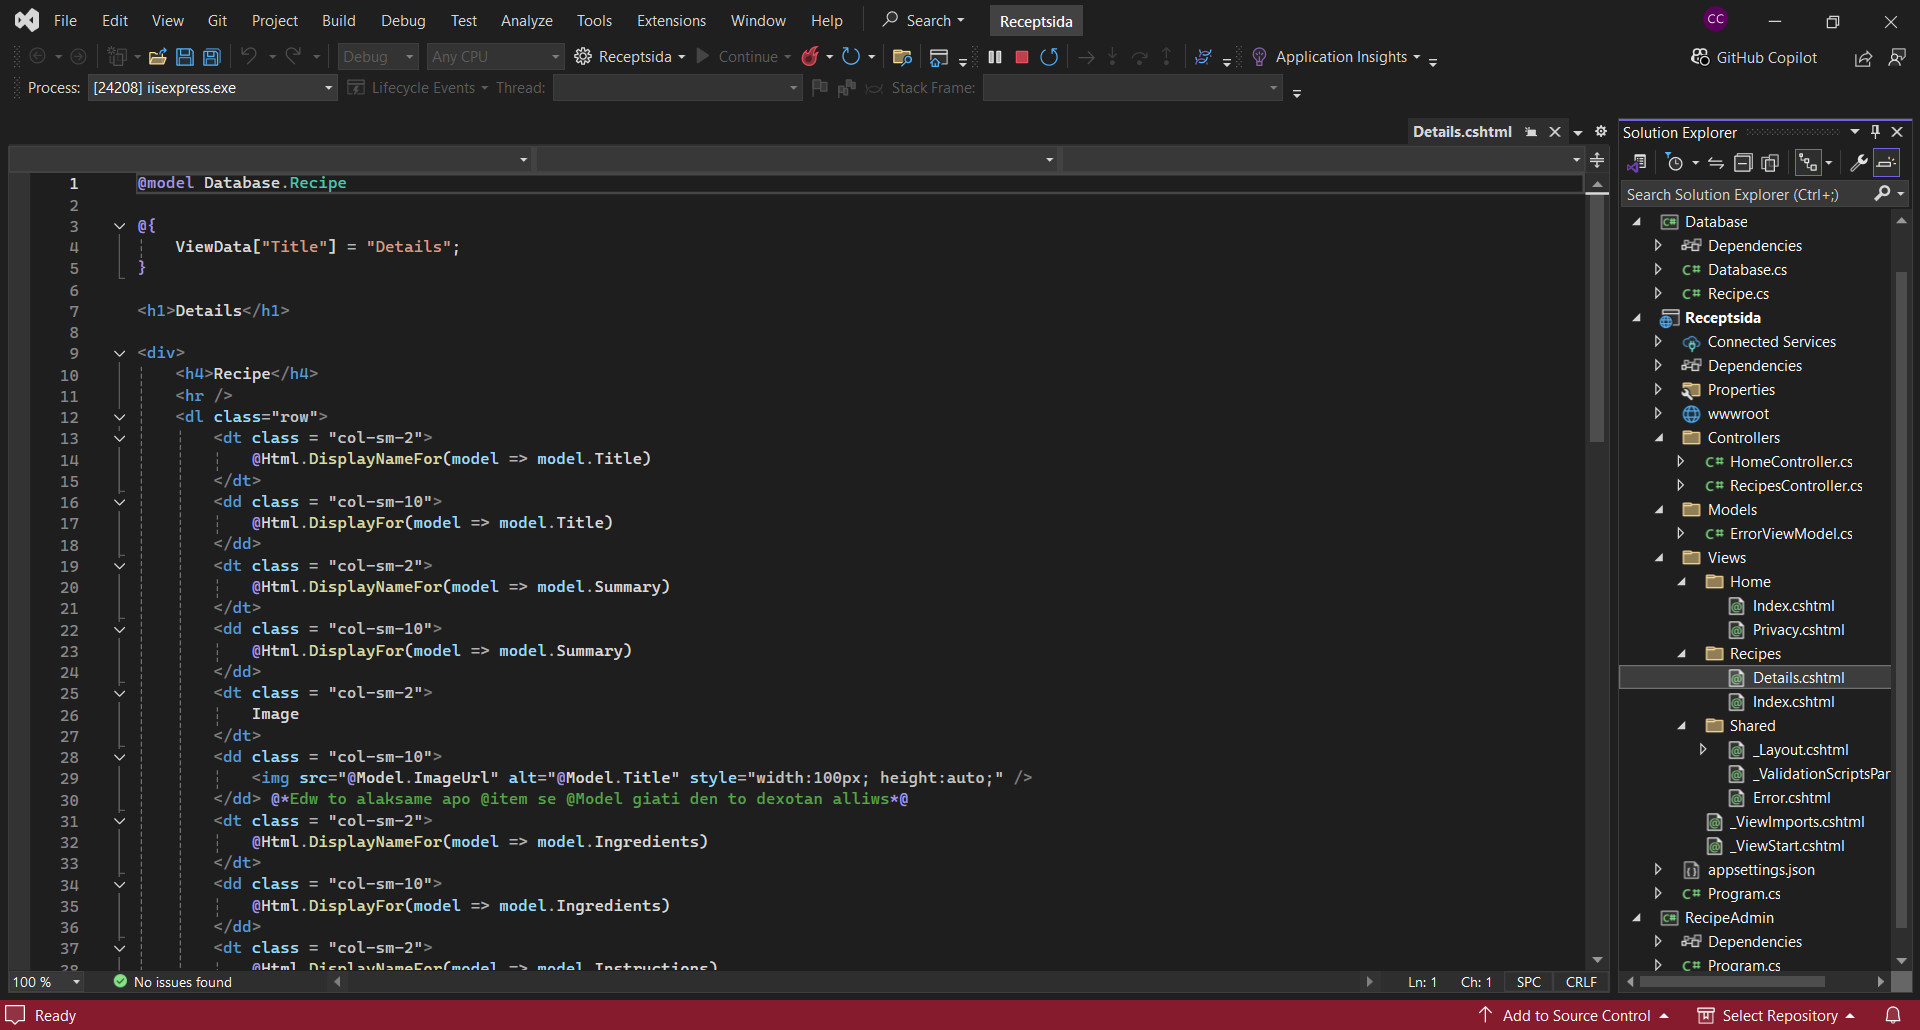 File Edit View Git Project Build Debug Test Analyze Tools Extensions Window Help Search Receptsida CC
Debug Any CPU Receptsida Continue Application Insights GitHub Copilot
Process: [24208] iisexpress.exe Lifecycle Events Thread: Stack Frame:
Details.cshtml
1 @model Database.Recipe
2
3 @{
4 ViewData["Title"] = "Details";
5 }
6
7 <h1>Details</h1>
8
9 <div>
10 <h4>Recipe</h4>
11 <hr />
12 <dl class="row">
13 <dt class = "col-sm-2">
14 @Html.DisplayNameFor(model => model.Title)
15 </dt>
16 <dd class = "col-sm-10">
17 @Html.DisplayFor(model => model.Title)
18 </dd>
19 <dt class = "col-sm-2">
20 @Html.DisplayNameFor(model => model.Summary)
21 </dt>
22 <dd class = "col-sm-10">
23 @Html.DisplayFor(model => model.Summary)
24 </dd>
25 <dt class = "col-sm-2">
26 Image
27 </dt>
28 <dd class = "col-sm-10">
29 <img src="@Model.ImageUrl" alt="@Model.Title" style="width:100px; height:auto;" />
30 </dd> @*Edw to alaksame apo @item se @Model giati den to dexotan alliws*@
31 <dt class = "col-sm-2">
32 @Html.DisplayNameFor(model => model.Ingredients)
33 </dt>
34 <dd class = "col-sm-10">
35 @Html.DisplayFor(model => model.Ingredients)
36 </dd>
37 <dt class = "col-sm-2">
38 @Html.DisplayNameFor(model => model.Instructions)
100 % No issues found Ln: 1 Ch: 1 SPC CRLF
Solution Explorer
Search Solution Explorer (Ctrl+;)
Database
Dependencies
C# Database.cs
C# Recipe.cs
Receptsida
Connected Services
Dependencies
Properties
wwwroot
Controllers
C# HomeController.cs
C# RecipesController.cs
Models
C# ErrorViewModel.cs
Views
Home
Index.cshtml
Privacy.cshtml
Recipes
Details.cshtml
Index.cshtml
Shared
_Layout.cshtml
_ValidationScriptsPar
Error.cshtml
_ViewImports.cshtml
_ViewStart.cshtml
appsettings.json
C# Program.cs
RecipeAdmin
Dependencies
C# Program.cs
Ready Add to Source Control Select Repository